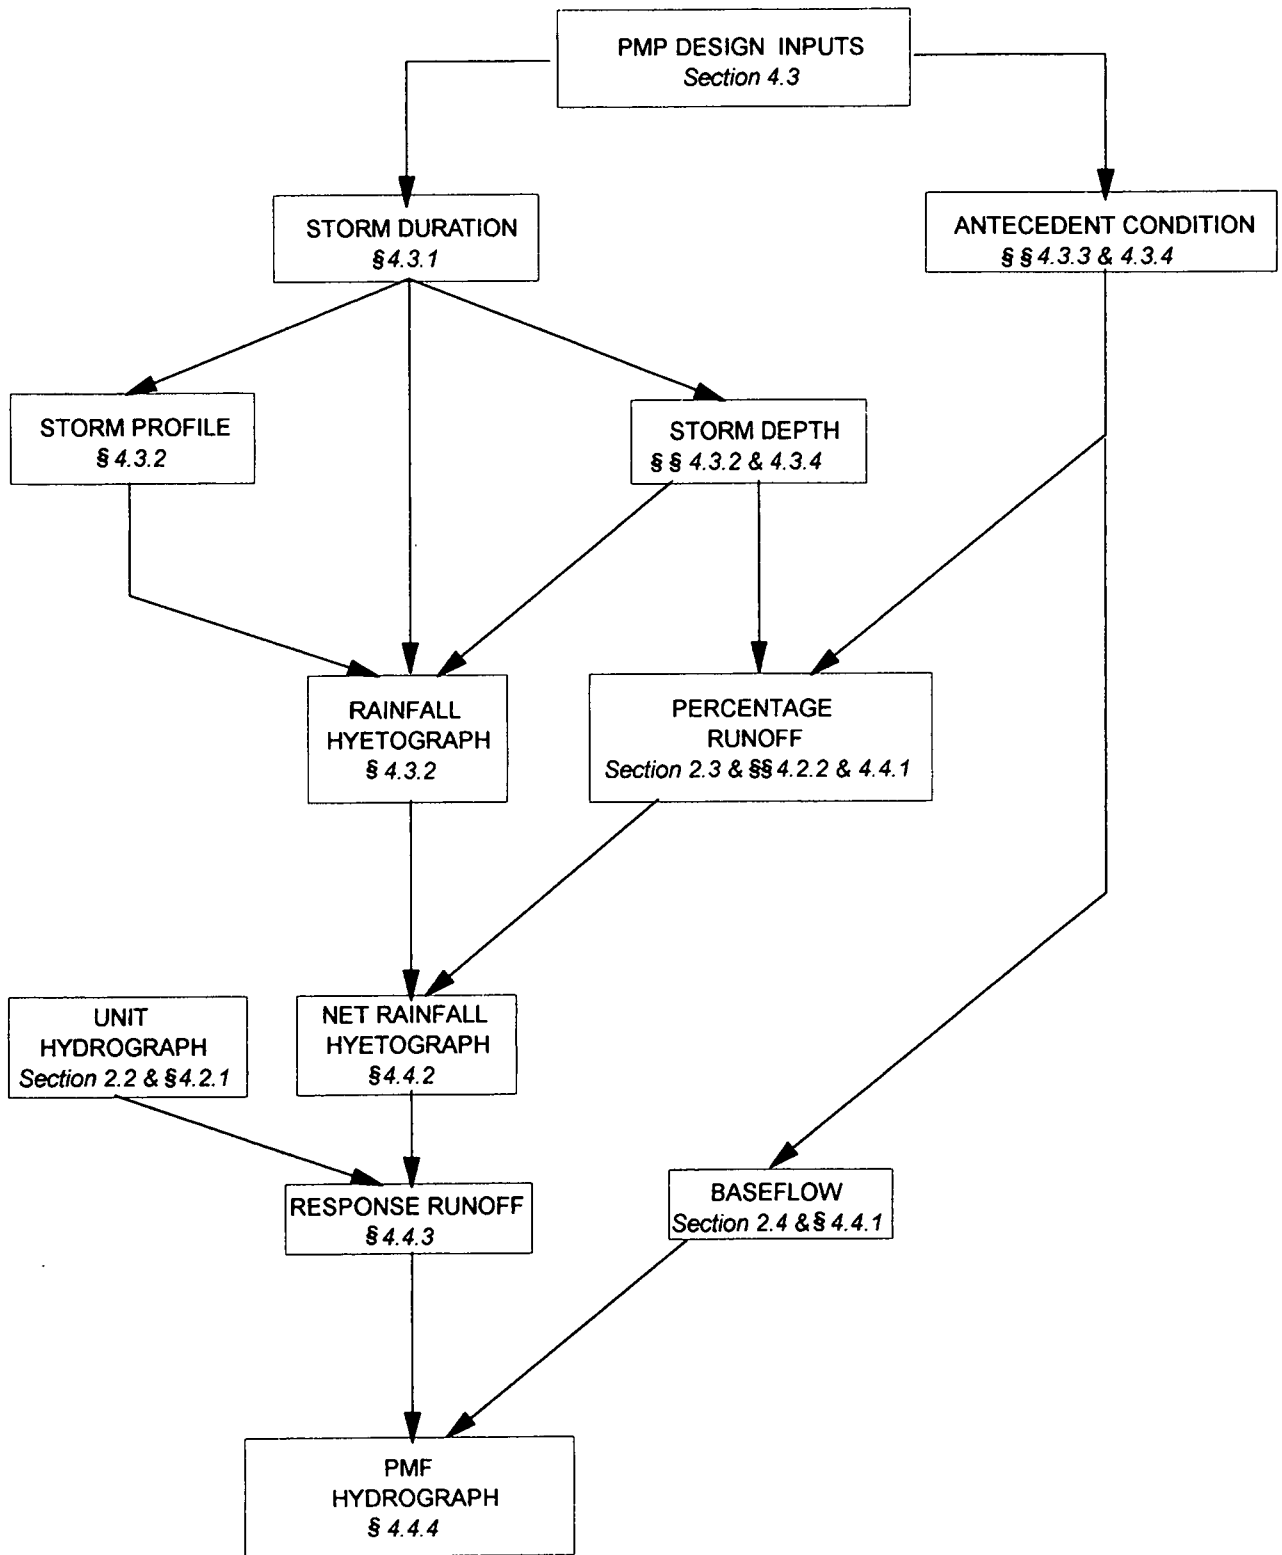 PMP DESIGN INPUTS
Section 4.3
STORM DURATION
§ 4.3.1
ANTECEDENT CONDITION
§ § 4.3.3 & 4.3.4
STORM PROFILE
§ 4.3.2
STORM DEPTH
§ § 4.3.2 & 4.3.4
RAINFALL
HYETOGRAPH
§ 4.3.2
PERCENTAGE
RUNOFF
Section 2.3 & §§ 4.2.2 & 4.4.1
UNIT
HYDROGRAPH
Section 2.2 & § 4.2.1
NET RAINFALL
HYETOGRAPH
§ 4.4.2
RESPONSE RUNOFF
§ 4.4.3
BASEFLOW
Section 2.4 & § 4.4.1
PMF
HYDROGRAPH
§ 4.4.4